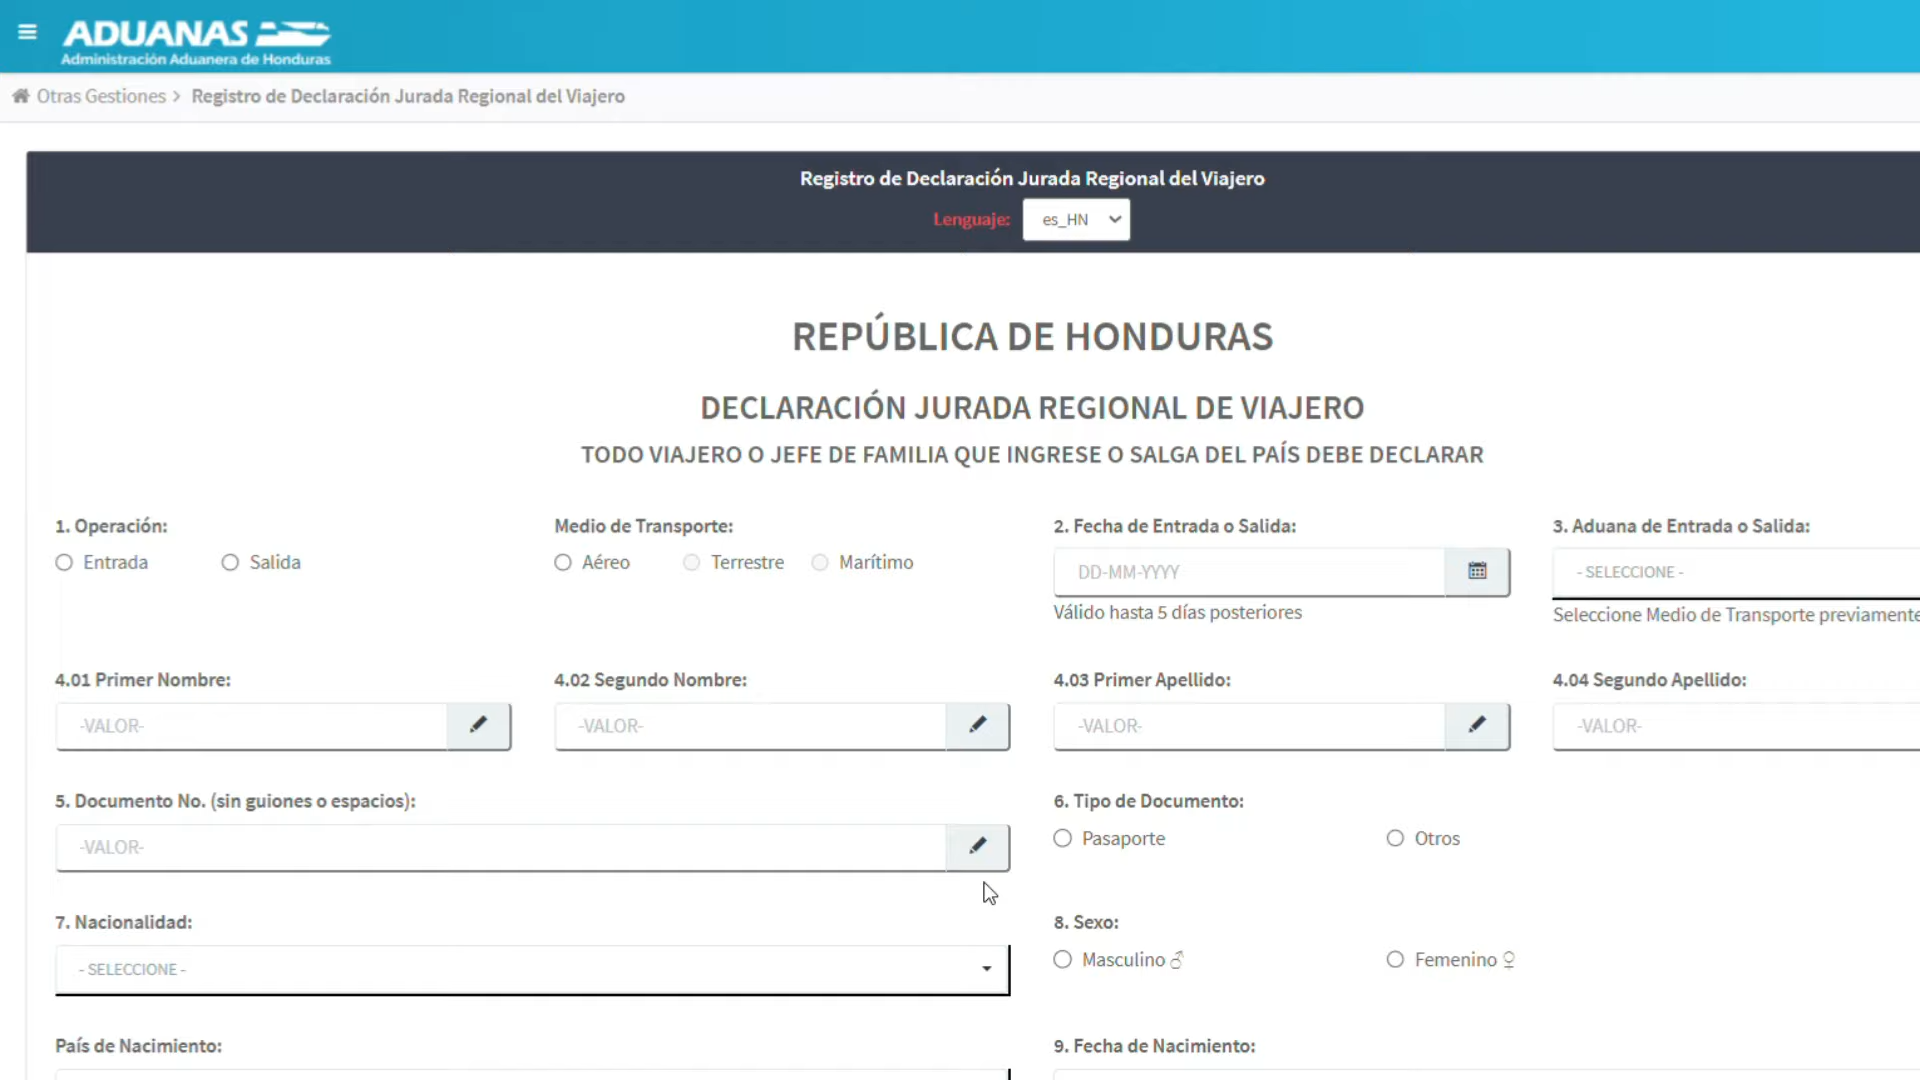 ADUANAS
Administración Aduanera de Honduras
Otras Gestiones > Registro de Declaración Jurada Regional del Viajero
Registro de Declaración Jurada Regional del Viajero
Lenguaje: es_HN
REPÚBLICA DE HONDURAS
DECLARACIÓN JURADA REGIONAL DE VIAJERO
TODO VIAJERO O JEFE DE FAMILIA QUE INGRESE O SALGA DEL PAÍS DEBE DECLARAR
1. Operación: Medio de Transporte: 2. Fecha de Entrada o Salida: 3. Aduana de Entrada o Salida:
Entrada Salida Aéreo Terrestre Marítimo DD-MM-YYYY - SELECCIONE -
Válido hasta 5 días posteriores Seleccione Medio de Transporte previamente
4.01 Primer Nombre: 4.02 Segundo Nombre: 4.03 Primer Apellido: 4.04 Segundo Apellido:
-VALOR- -VALOR- -VALOR- -VALOR-
5. Documento No. (sin guiones o espacios): 6. Tipo de Documento:
-VALOR- Pasaporte Otros
7. Nacionalidad: 8. Sexo:
- SELECCIONE - Masculino ♂ Femenino ♀
País de Nacimiento: 9. Fecha de Nacimiento: